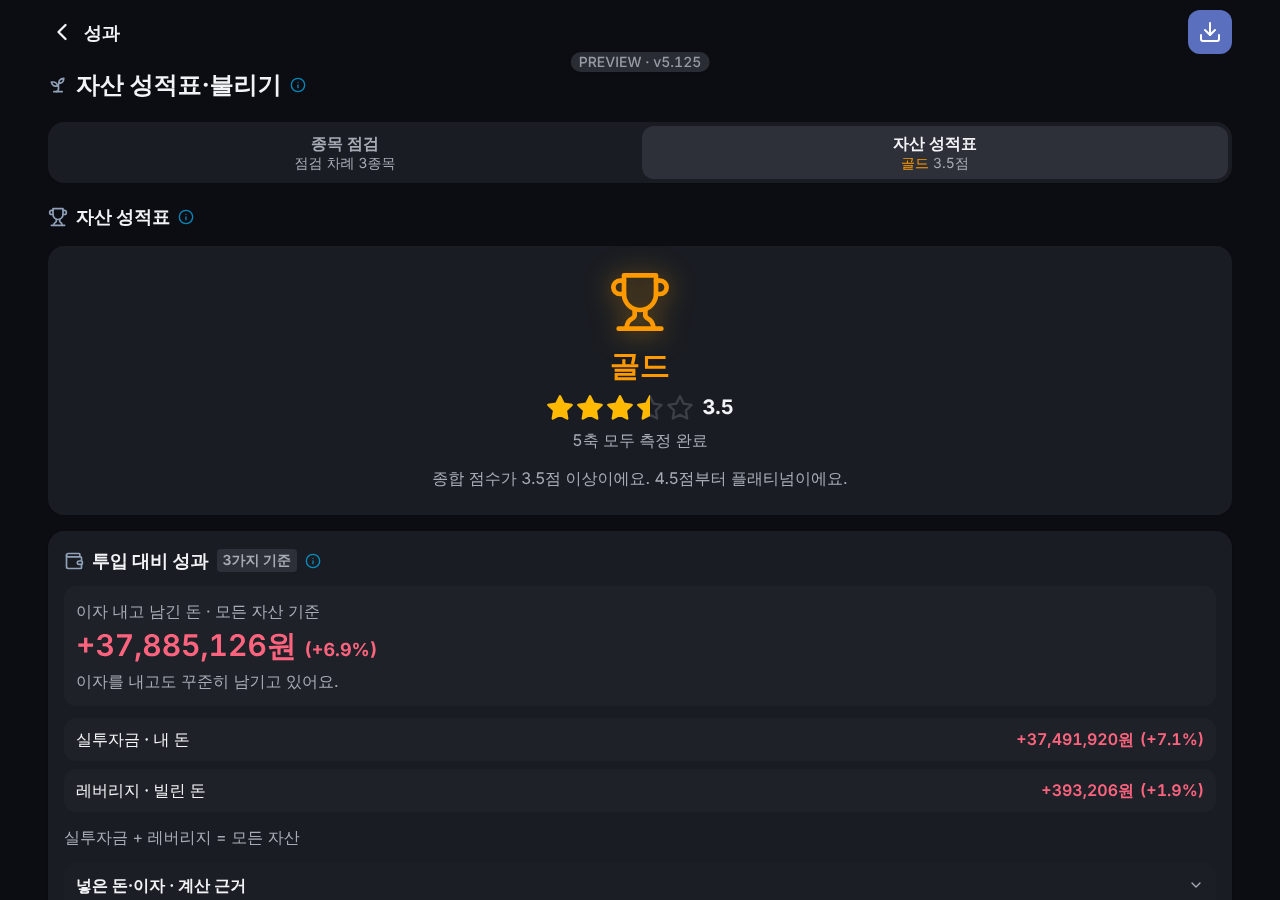 성과
PREVIEW · v5.125
자산 성적표·불리기
종목 점검
점검 차례 3종목
자산 성적표
골드 3.5점
자산 성적표
골드
3.5
5축 모두 측정 완료
종합 점수가 3.5점 이상이에요. 4.5점부터 플래티넘이에요.
투입 대비 성과 3가지 기준
이자 내고 남긴 돈 · 모든 자산 기준
+37,885,126원 (+6.9%)
이자를 내고도 꾸준히 남기고 있어요.
실투자금 · 내 돈 +37,491,920원 (+7.1%)
레버리지 · 빌린 돈 +393,206원 (+1.9%)
실투자금 + 레버리지 = 모든 자산
넣은 돈·이자 · 계산 근거